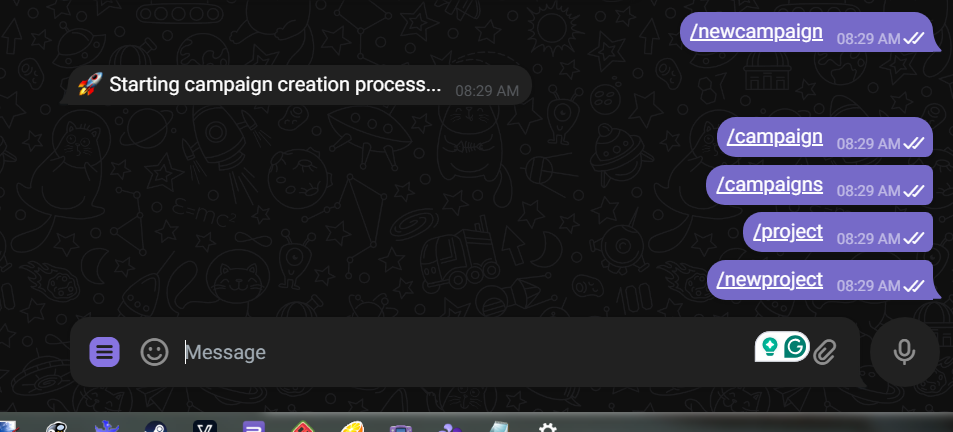 /newcampaign 08:29 AM
🚀 Starting campaign creation process... 08:29 AM
/campaign 08:29 AM
/campaigns 08:29 AM
/project 08:29 AM
/newproject 08:29 AM
Message